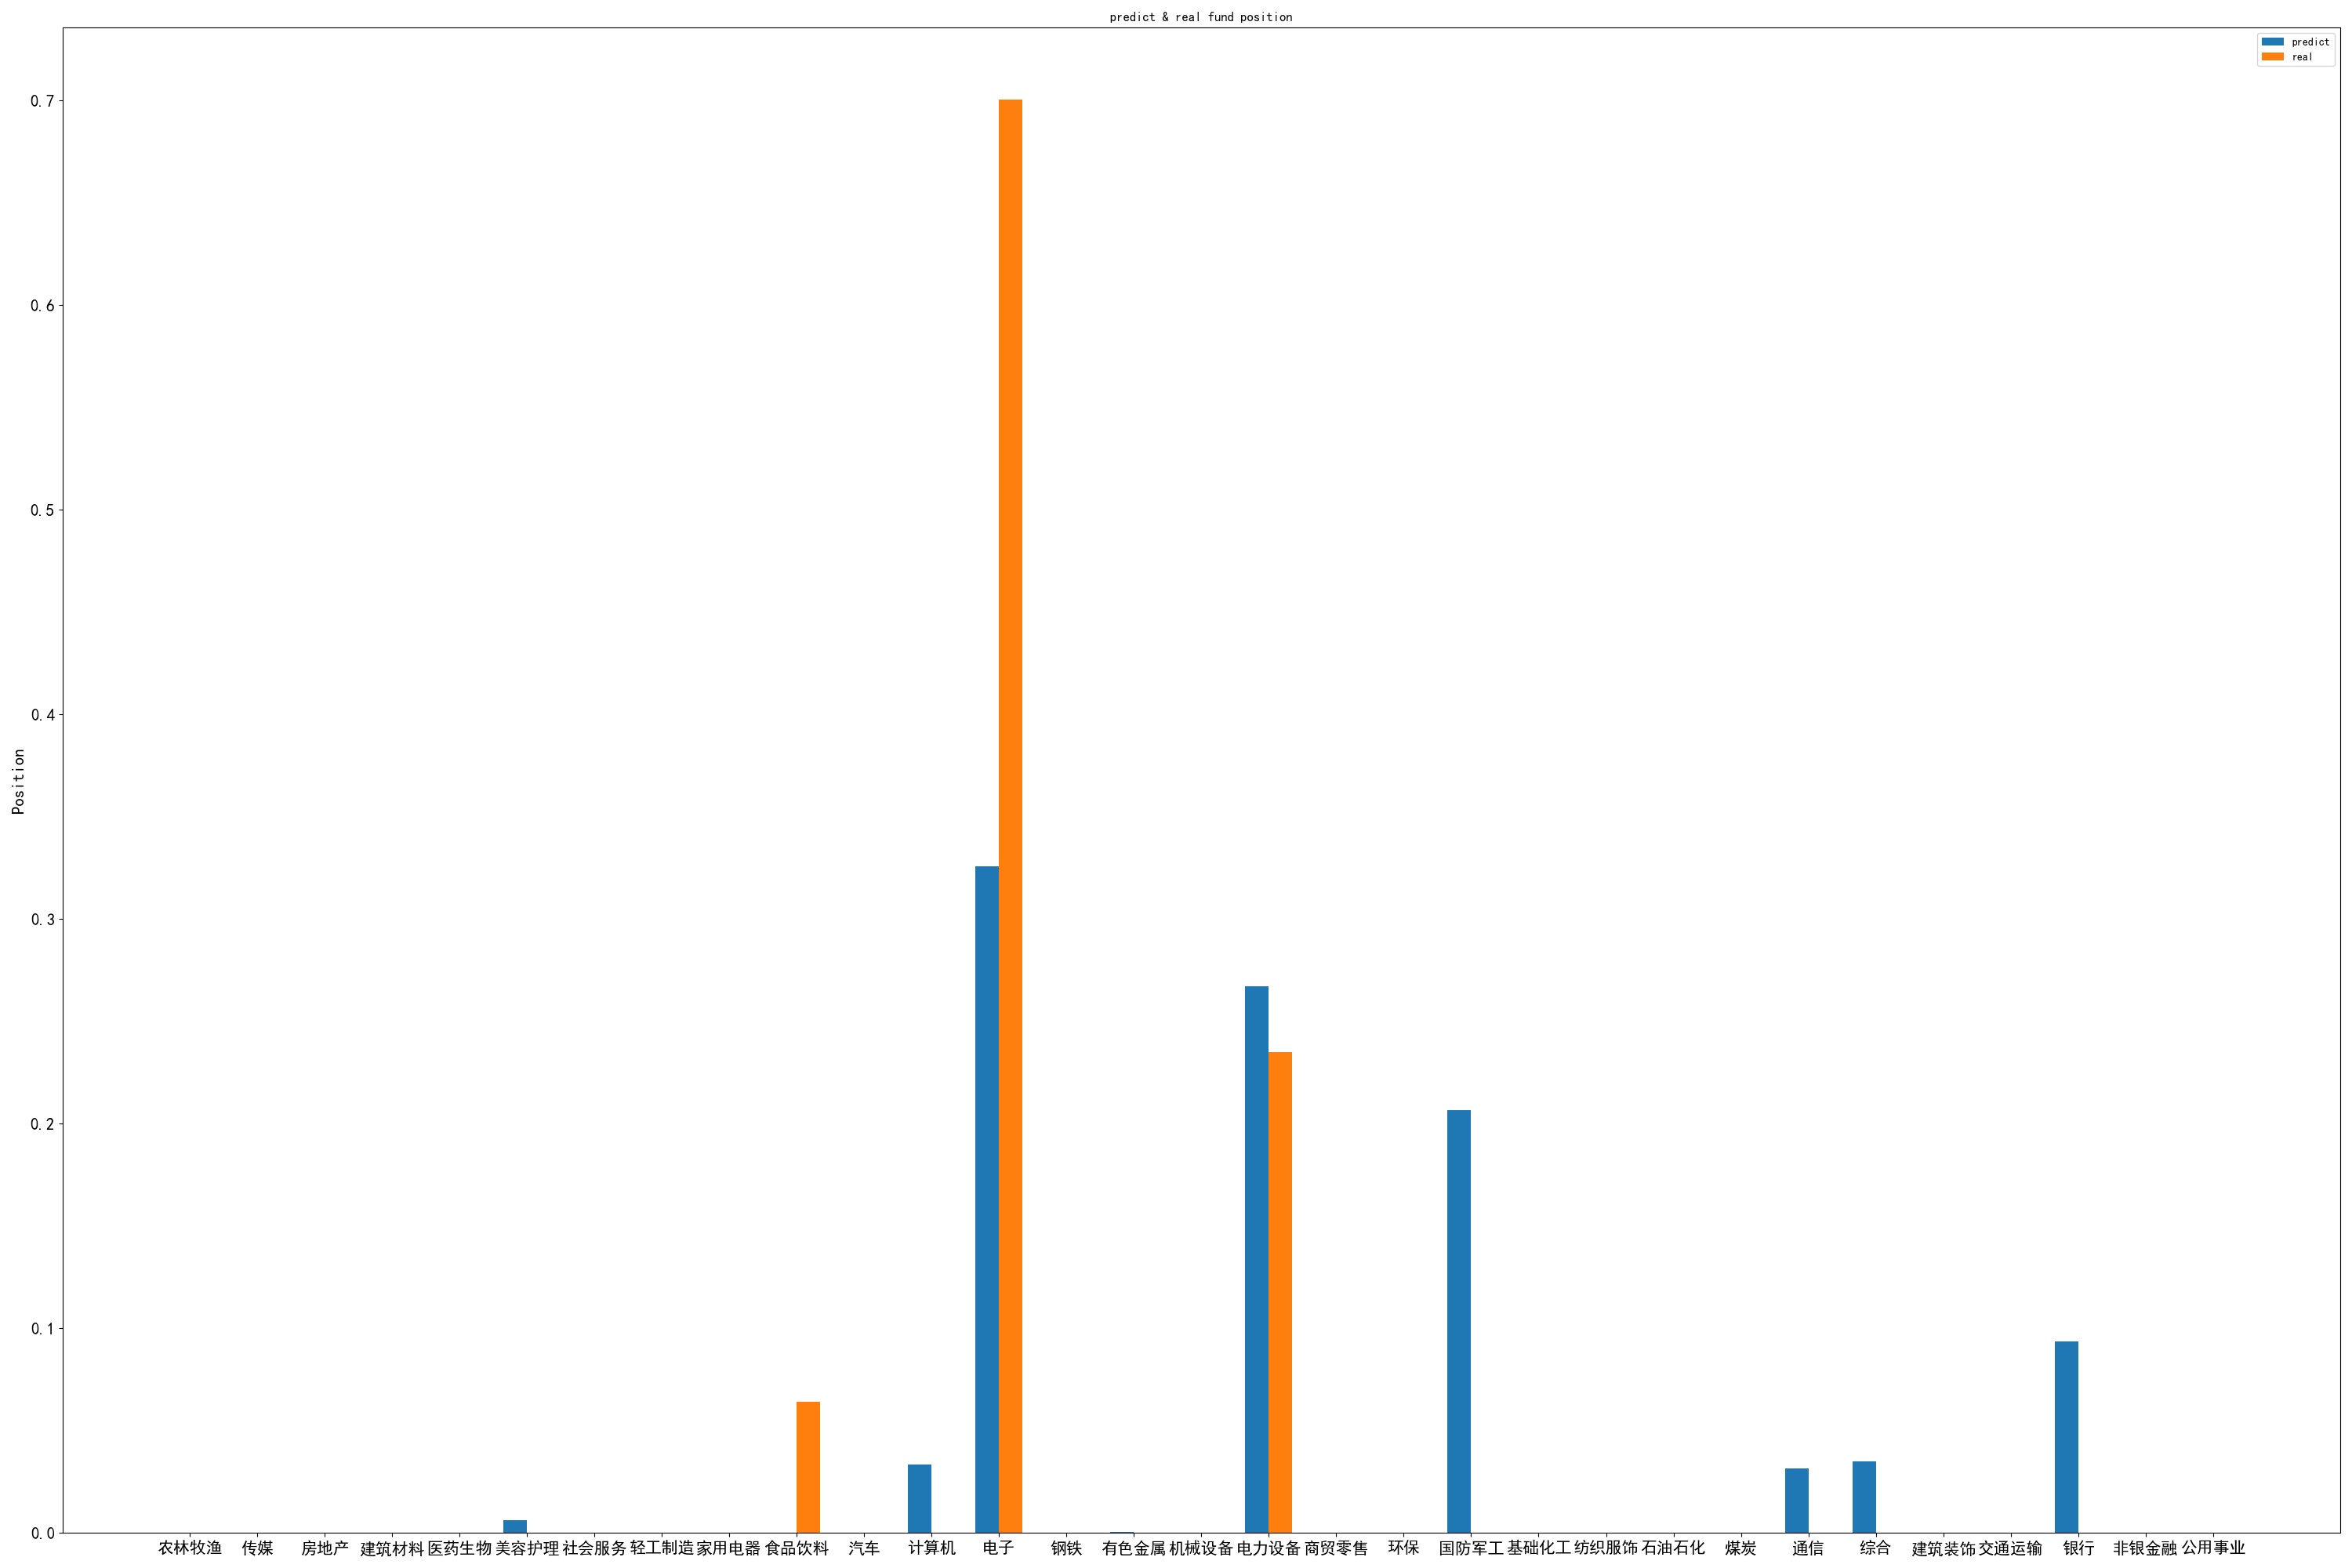 predict & real fund position
predict
real
Position
0.7
0.6
0.5
0.4
0.3
0.2
0.1
0.0
农林牧渔 传媒 房地产 建筑材料 医药生物 美容护理 社会服务 轻工制造 家用电器 食品饮料 汽车 计算机 电子 钢铁 有色金属 机械设备 电力设备 商贸零售 环保 国防军工 基础化工 纺织服饰 石油石化 煤炭 通信 综合 建筑装饰 交通运输 银行 非银金融 公用事业